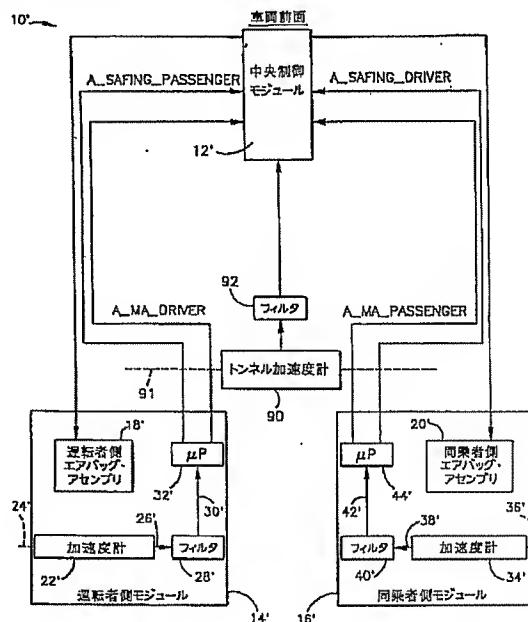 10'
車両前面
A_SAFING_PASSENGER
中央制御
モジュール
A_SAFING_DRIVER
12'
92
フィルタ
A_MA_DRIVER
A_MA_PASSENGER
トンネル加速度計
91
90
18'
運転者側
エアバッグ・
アセンブリ
μP
32'
μP
44'
20'
同乗者側
エアバッグ・
アセンブリ
24'
26'
30'
42'
38'
36'
加速度計
フィルタ
フィルタ
加速度計
22'
28'
40'
34'
運転者側モジュール
14'
16'
同乗者側モジュール